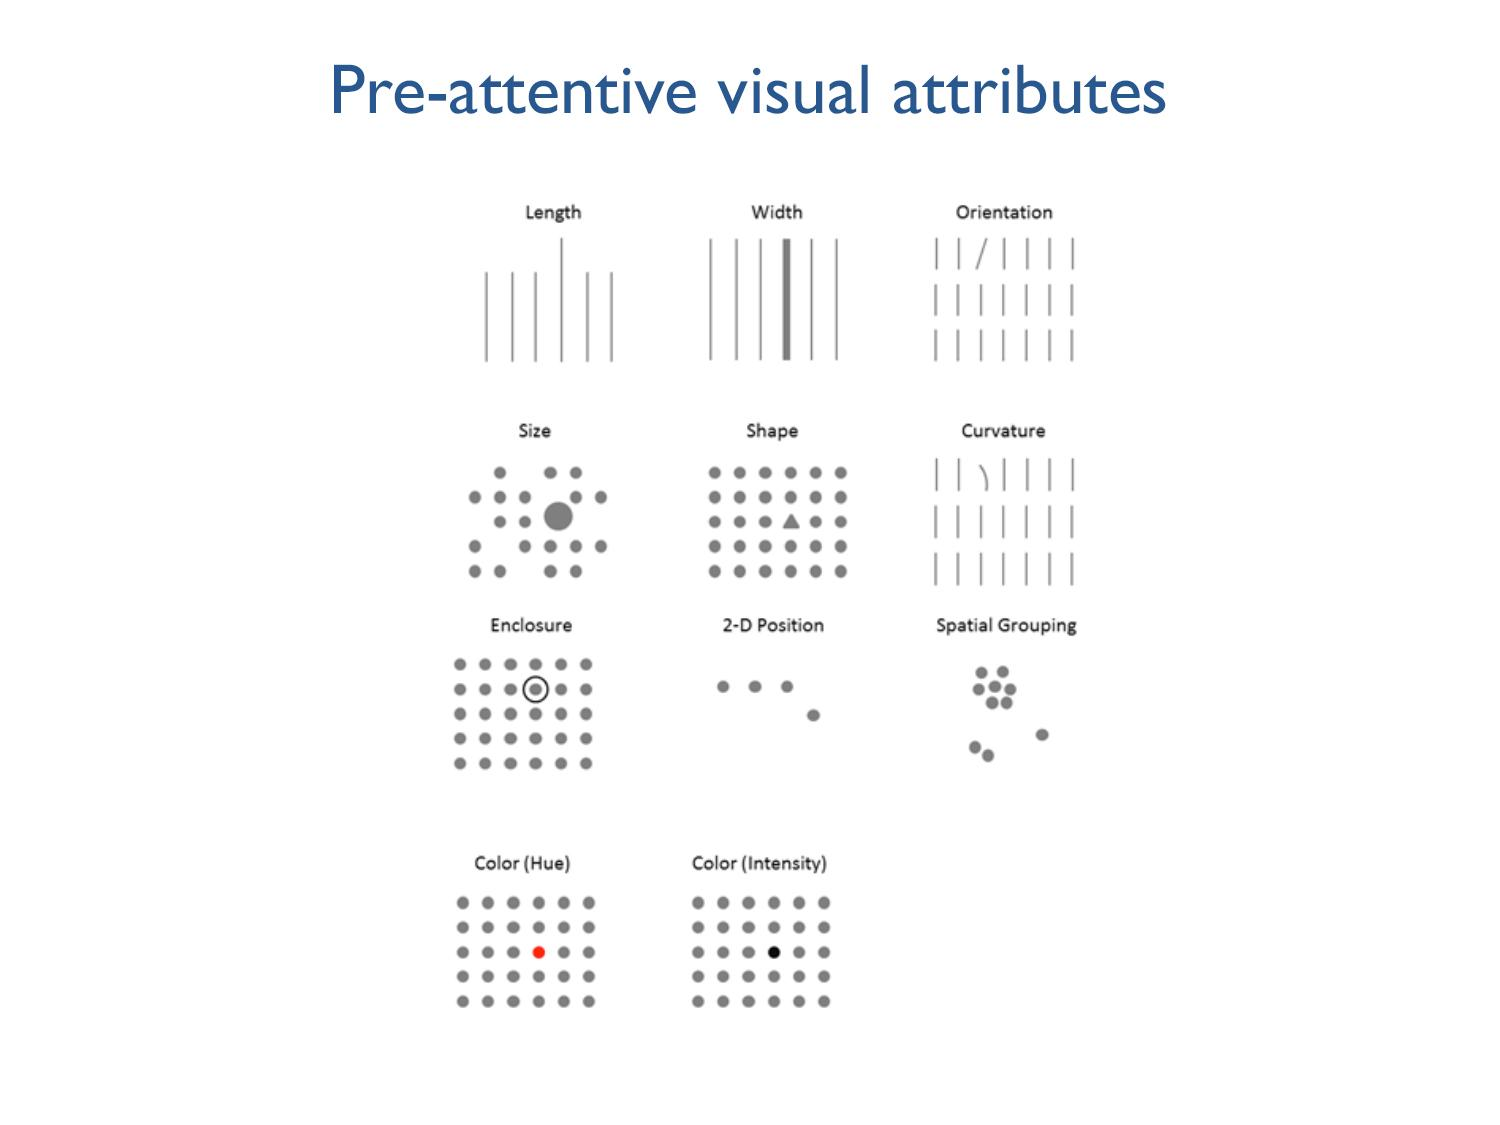 Pre-attentive visual attributes
Length
Width
Orientation
Size
Shape
Curvature
Enclosure
2-D Position
Spatial Grouping
Color (Hue)
Color (Intensity)